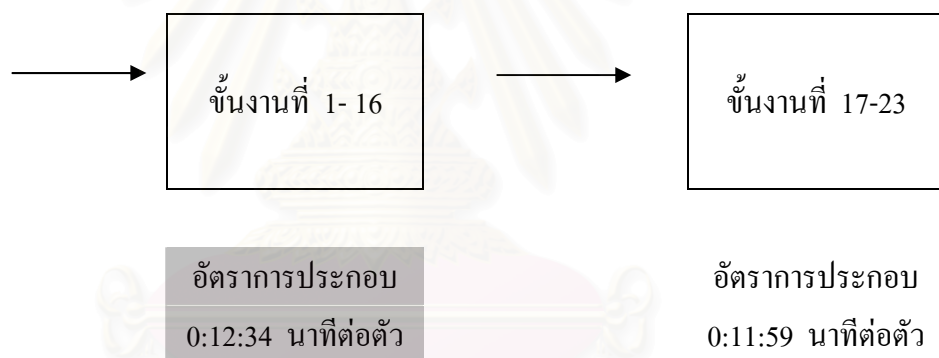 ขั้นงานที่ 1- 16
ขั้นงานที่ 17-23
อัตราการประกอบ
0:12:34 นาทีต่อตัว
อัตราการประกอบ
0:11:59 นาทีต่อตัว